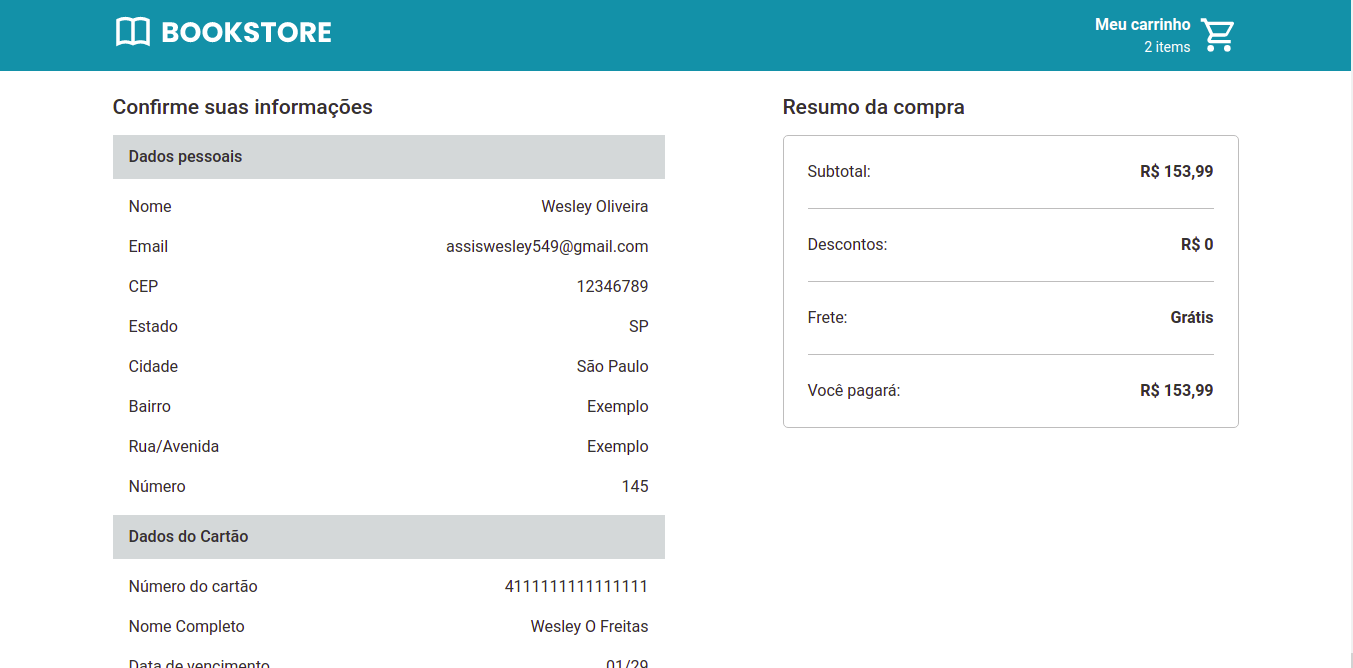 BOOKSTORE
Meu carrinho
2 items
Confirme suas informações
Dados pessoais
Nome Wesley Oliveira
Email assiswesley549@gmail.com
CEP 12346789
Estado SP
Cidade São Paulo
Bairro Exemplo
Rua/Avenida Exemplo
Número 145
Dados do Cartão
Número do cartão 4111111111111111
Nome Completo Wesley O Freitas
Data de vencimento 01/29
Resumo da compra
Subtotal: R$ 153,99
Descontos: R$ 0
Frete: Grátis
Você pagará: R$ 153,99